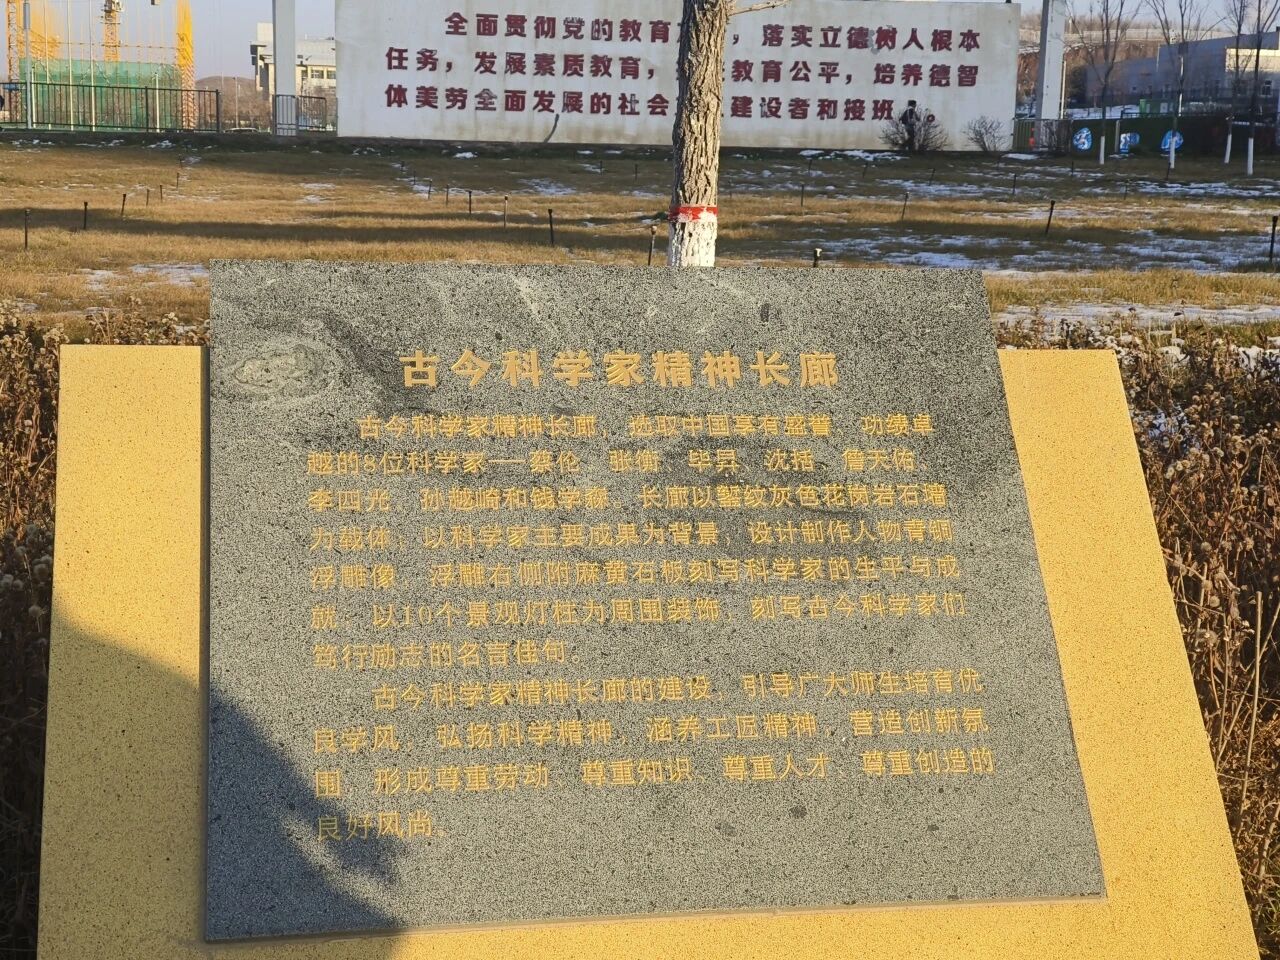 全面贯彻党的教育，落实立德树人根本
任务，发展素质教育，教育公平，培养德智
体美劳全面发展的社会建设者和接班。
古今科学家精神长廊
古今科学家精神长廊，选取中国享有盛誉、功绩卓
越的8位科学家——蔡伦、张衡、毕昇、沈括、詹天佑、
李四光、孙越崎和钱学森。长廊以錾纹灰色花岗岩石墙
为载体，以科学家主要成果为背景，设计制作人物青铜
浮雕像，浮雕右侧附麻黄石板刻写科学家的生平与成
就；以10个景观灯柱为周围装饰，刻写古今科学家们
笃行励志的名言佳句。
古今科学家精神长廊的建设，引导广大师生培育优
良学风，弘扬科学精神，涵养工匠精神，营造创新氛
围，形成尊重劳动、尊重知识、尊重人才、尊重创造的
良好风尚。